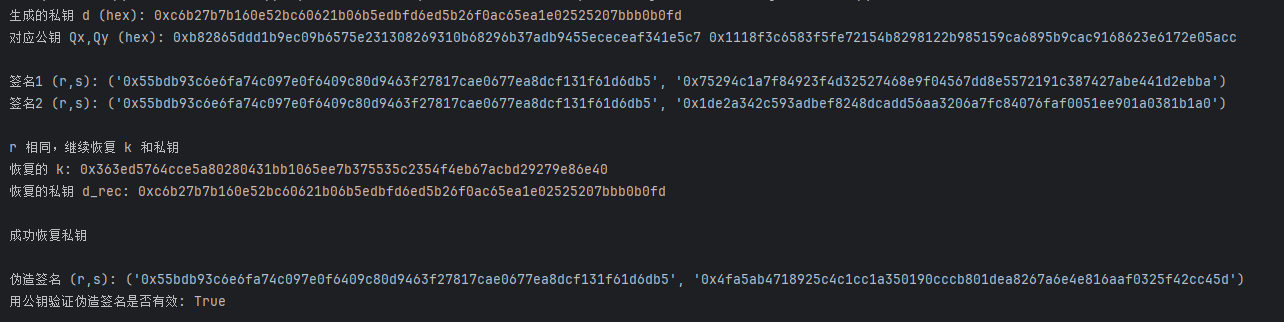 生成的私钥 d (hex): 0xc6b27b7b160e52bc60621b06b5edbfd6ed5b26f0ac65ea1e02525207bbb0b0fd
对应公钥 Qx,Qy (hex): 0xb82865ddd1b9ec09b6575e231308269310b68296b37adb9455ececeaf341e5c7 0x1118f3c6583f5fe72154b8298122b985159ca6895b9cac9168623e6172e05acc
签名1 (r,s): ('0x55bdb93c6e6fa74c097e0f6409c80d9463f27817cae0677ea8dcf131f61d6db5', '0x75294c1a7f84923f4d32527468e9f04567dd8e5572191c387427abe441d2ebba')
签名2 (r,s): ('0x55bdb93c6e6fa74c097e0f6409c80d9463f27817cae0677ea8dcf131f61d6db5', '0x1de2a342c593adbef8248dcadd56aa3206a7fc84076faf0051ee901a0381b1a0')
r 相同，继续恢复 k 和私钥
恢复的 k: 0x363ed5764cce5a80280431bb1065ee7b375535c2354f4eb67acbd29279e86e40
恢复的私钥 d_rec: 0xc6b27b7b160e52bc60621b06b5edbfd6ed5b26f0ac65ea1e02525207bbb0b0fd
成功恢复私钥
伪造签名 (r,s): ('0x55bdb93c6e6fa74c097e0f6409c80d9463f27817cae0677ea8dcf131f61d6db5', '0x4fa5ab4718925c4c1cc1a350190cccb801dea8267a6e4e816aaf0325f42cc45d')
用公钥验证伪造签名是否有效: True